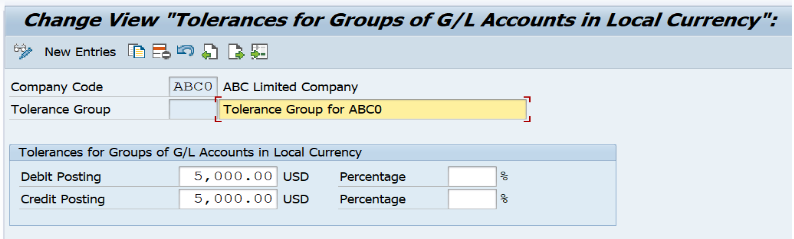 Change View "Tolerances for Groups of G/L Accounts in Local Currency":
New Entries
Company Code ABC0 ABC Limited Company
Tolerance Group Tolerance Group for ABC0
Tolerances for Groups of G/L Accounts in Local Currency
Debit Posting 5,000.00 USD Percentage %
Credit Posting 5,000.00 USD Percentage %